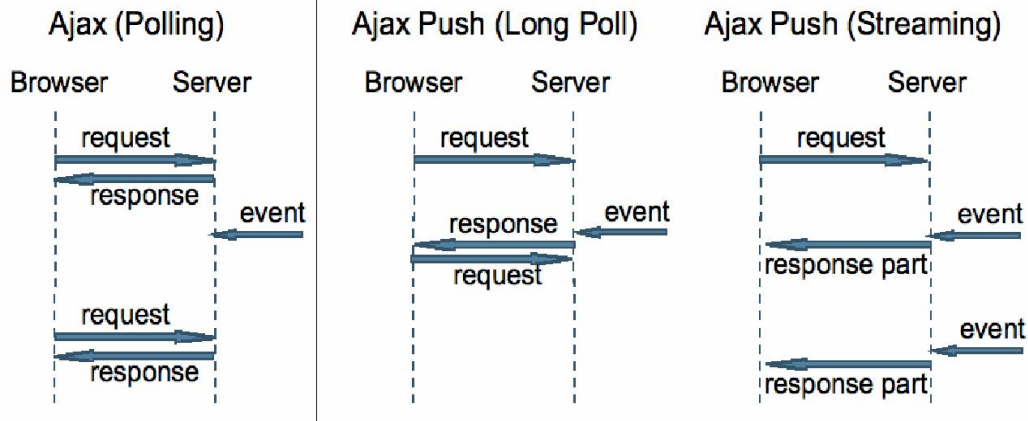 Ajax (Polling)
Browser Server
request
response
event
request
response
Ajax Push (Long Poll)
Browser Server
request
event
response
request
Ajax Push (Streaming)
Browser Server
request
event
response part
event
response part